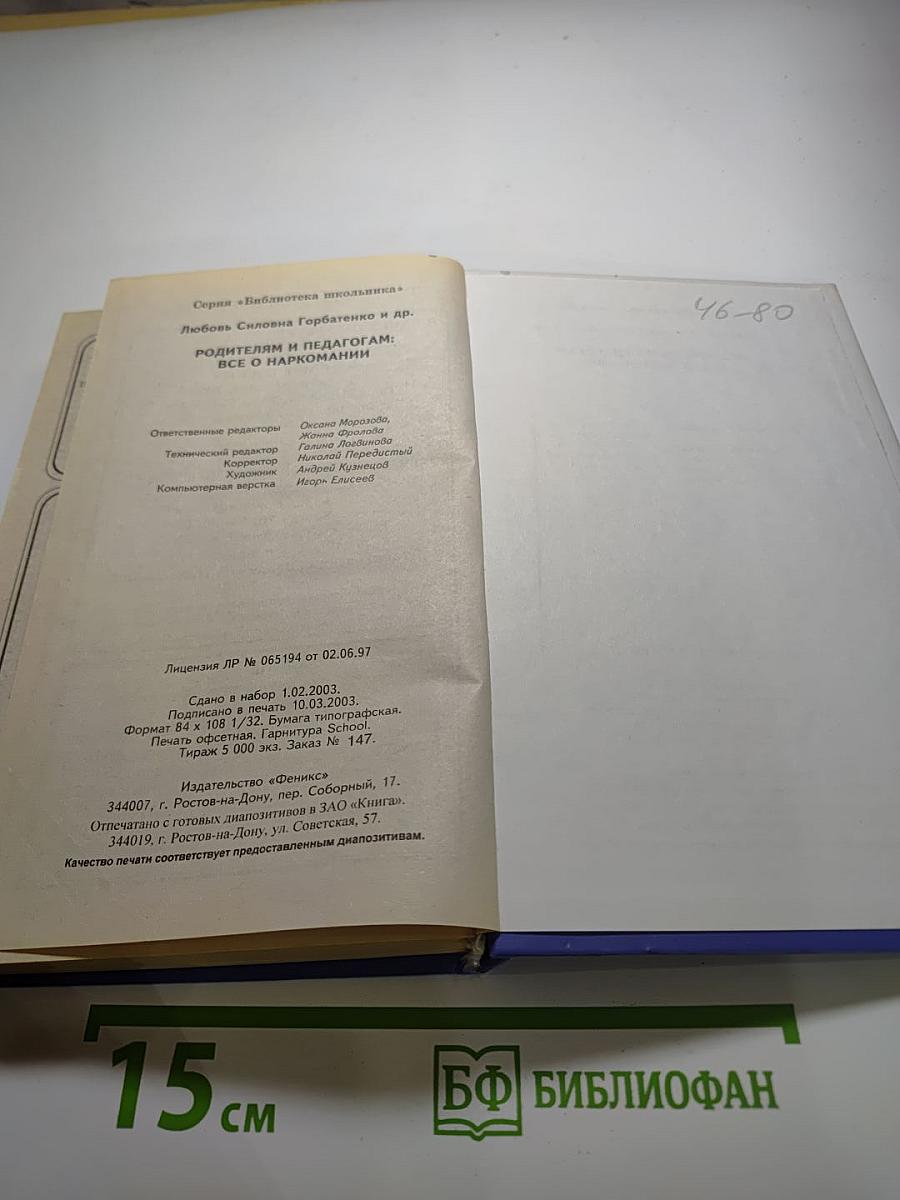 Серия «Библиотека школьника»
Любовь Силовна Горбатенко и др.
РОДИТЕЛЯМ И ПЕДАГОГАМ:
ВСЕ О НАРКОМАНИИ
Ответственные редакторы Оксана Морозова,
Жанна Фролова
Технический редактор Галина Логвинова
Корректор Николай Передистый
Художник Андрей Кузнецов
Компьютерная верстка Игорь Елисеев
Лицензия ЛР № 065194 от 02.06.97
Сдано в набор 1.02.2003.
Подписано в печать 10.03.2003.
Формат 84 х 108 1/32. Бумага типографская.
Печать офсетная. Гарнитура School.
Тираж 5 000 экз. Заказ № 147.
Издательство «Феникс»
344007, г. Ростов-на-Дону, пер. Соборный, 17.
Отпечатано с готовых диапозитивов в ЗАО «Книга».
344019, г. Ростов-на-Дону, ул. Советская, 57.
Качество печати соответствует предоставленным диапозитивам.
46-80
15 см
БФ БИБЛИОФАН